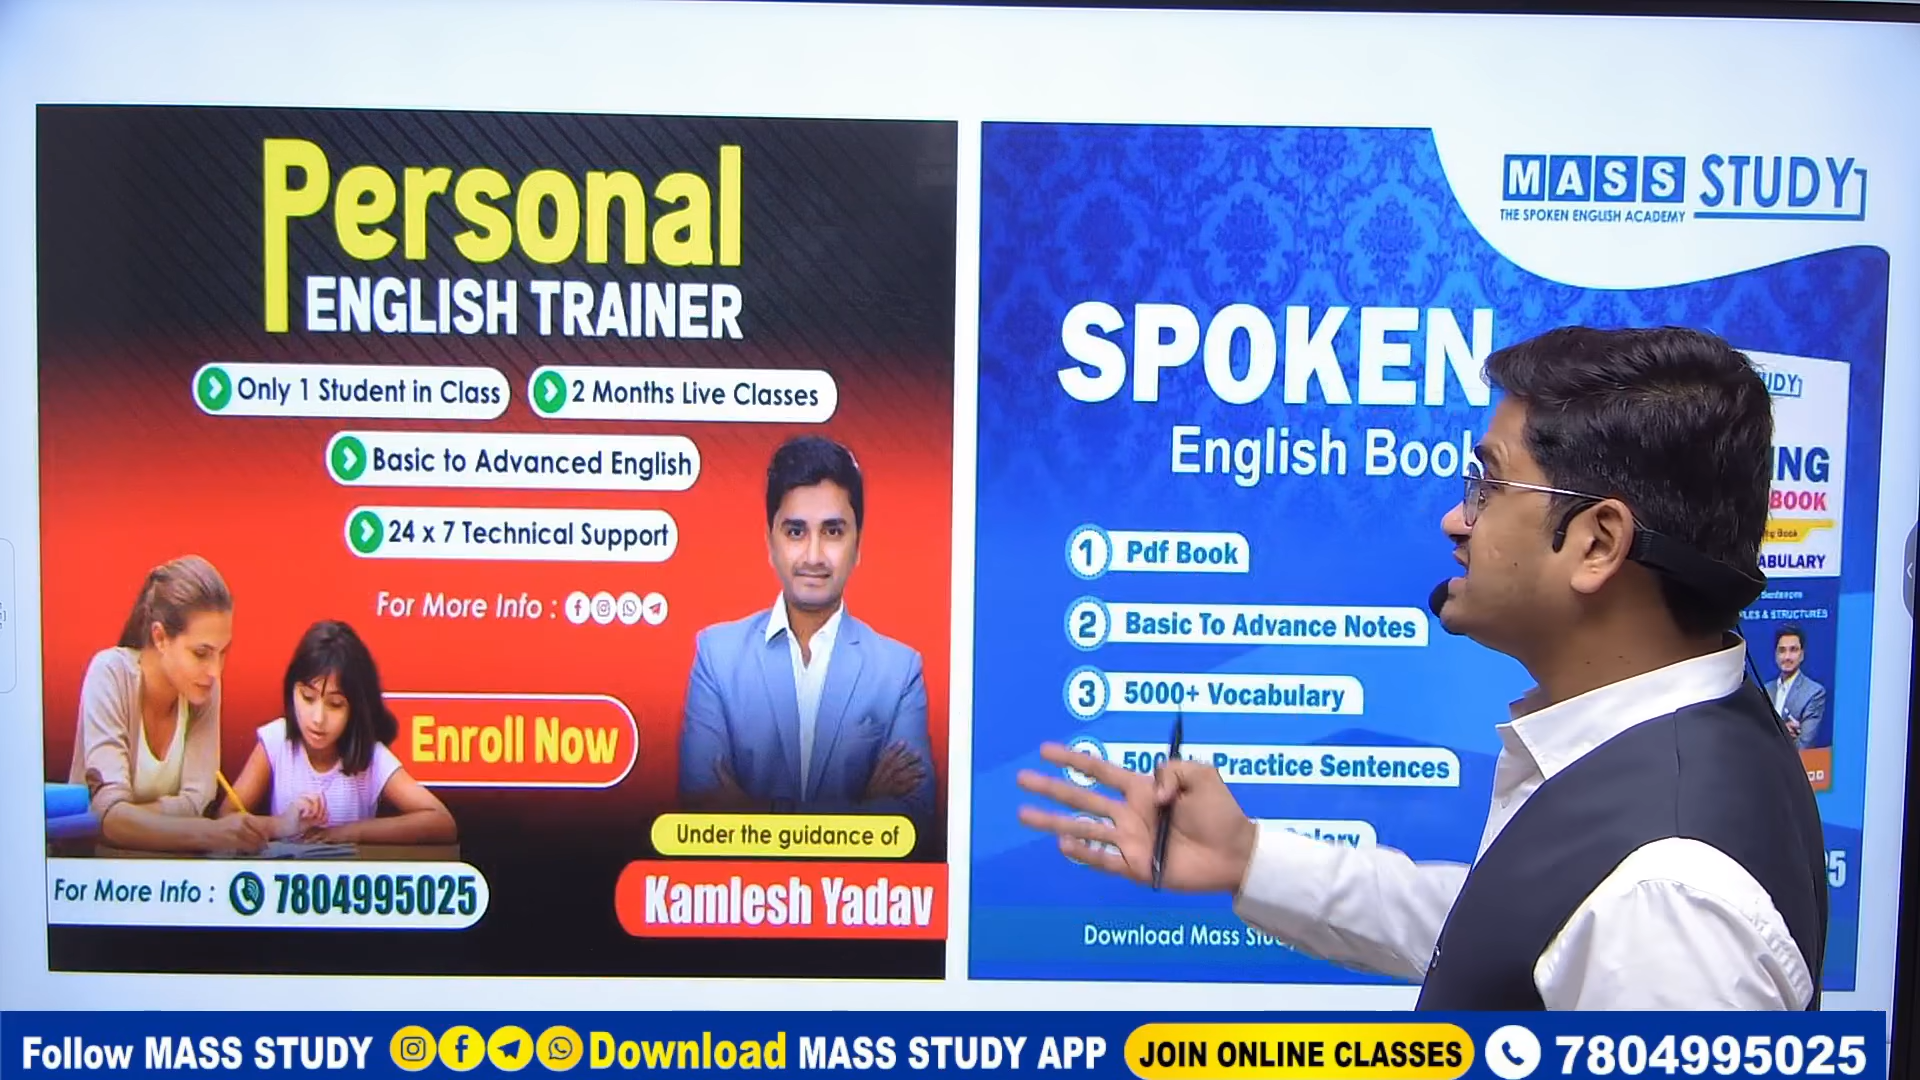 Personal
ENGLISH TRAINER
Only 1 Student in Class
2 Months Live Classes
Basic to Advanced English
24 x 7 Technical Support
For More Info :
Enroll Now
Under the guidance of
For More Info : 7804995025
Kamlesh Yadav
MASS STUDY
THE SPOKEN ENGLISH ACADEMY
SPOKEN
English Book
1 Pdf Book
2 Basic To Advance Notes
3 5000+ Vocabulary
Practice Sentences
BOOK
Download Mass
Follow MASS STUDY Download MASS STUDY APP JOIN ONLINE CLASSES 7804995025